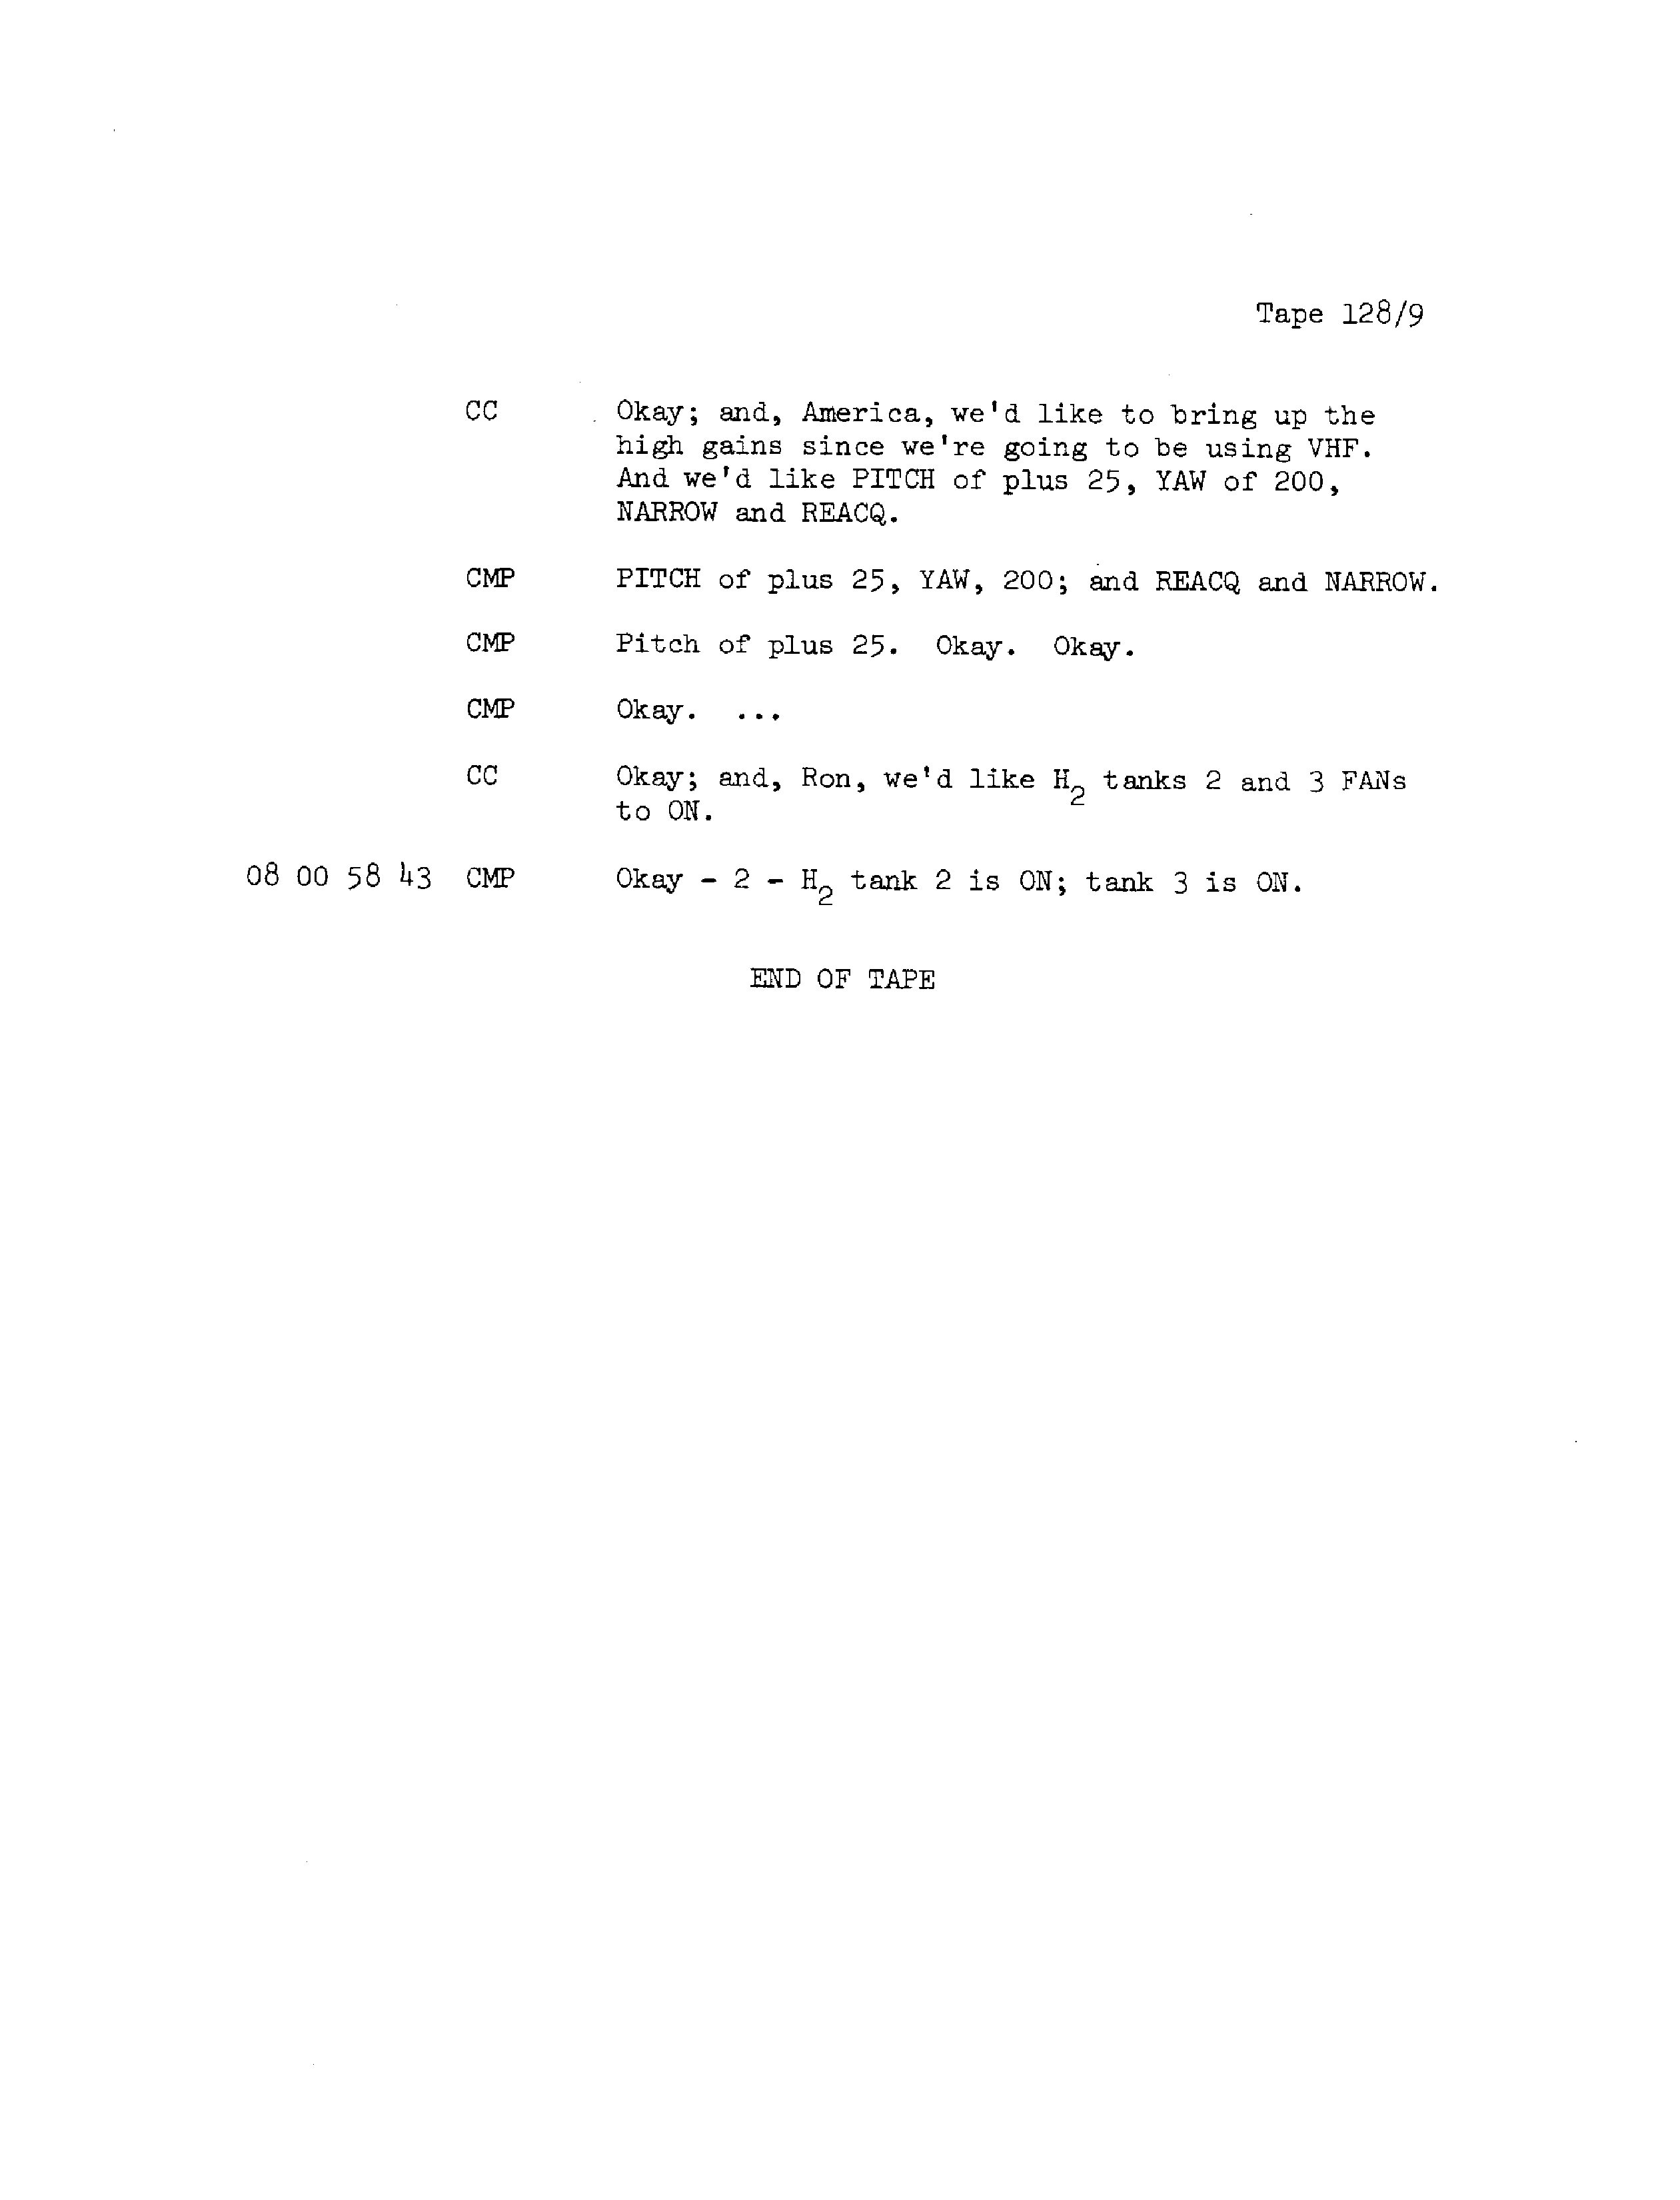 Tape 128/9
CC Okay; and, America, we'd like to bring up the
high gains since we're going to be using VHF.
And we'd like PITCH of plus 25, YAW of 200,
NARROW and REACQ.
CMP PITCH of plus 25, YAW, 200; and REACQ and NARROW.
CMP Pitch of plus 25. Okay. Okay.
CMP Okay. ...
CC Okay; and, Ron, we'd like H2 tanks 2 and 3 FANs
to ON.
08 00 58 43 CMP Okay - 2 - H2 tank 2 is ON; tank 3 is ON.
END OF TAPE